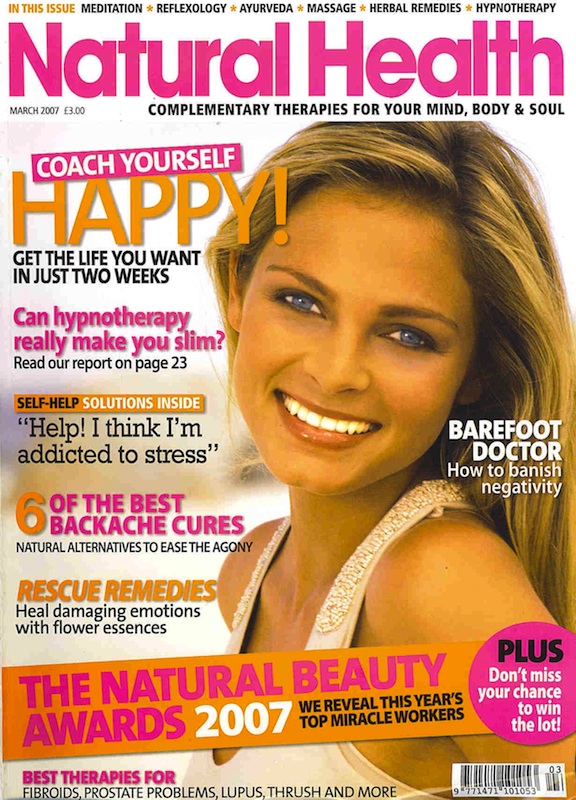 IN THIS ISSUE MEDITATION ★ REFLEXOLOGY ★ AYURVEDA ★ MASSAGE ★ HERBAL REMEDIES ★ HYPNOTHERAPY
Natural Health
MARCH 2007 £3.00
COMPLEMENTARY THERAPIES FOR YOUR MIND, BODY & SOUL
COACH YOURSELF
HAPPY!
GET THE LIFE YOU WANT
IN JUST TWO WEEKS
Can hypnotherapy
really make you slim?
Read our report on page 23
SELF-HELP SOLUTIONS INSIDE
“Help! I think I’m
addicted to stress”
BAREFOOT
DOCTOR
How to banish
negativity
6 OF THE BEST
BACKACHE CURES
NATURAL ALTERNATIVES TO EASE THE AGONY
RESCUE REMEDIES
Heal damaging emotions
with flower essences
THE NATURAL BEAUTY
AWARDS 2007
WE REVEAL THIS YEAR’S
TOP MIRACLE WORKERS
PLUS
Don’t miss
your chance
to win
the lot!
BEST THERAPIES FOR
FIBROIDS, PROSTATE PROBLEMS, LUPUS, THRUSH AND MORE
03
9 771471 101053